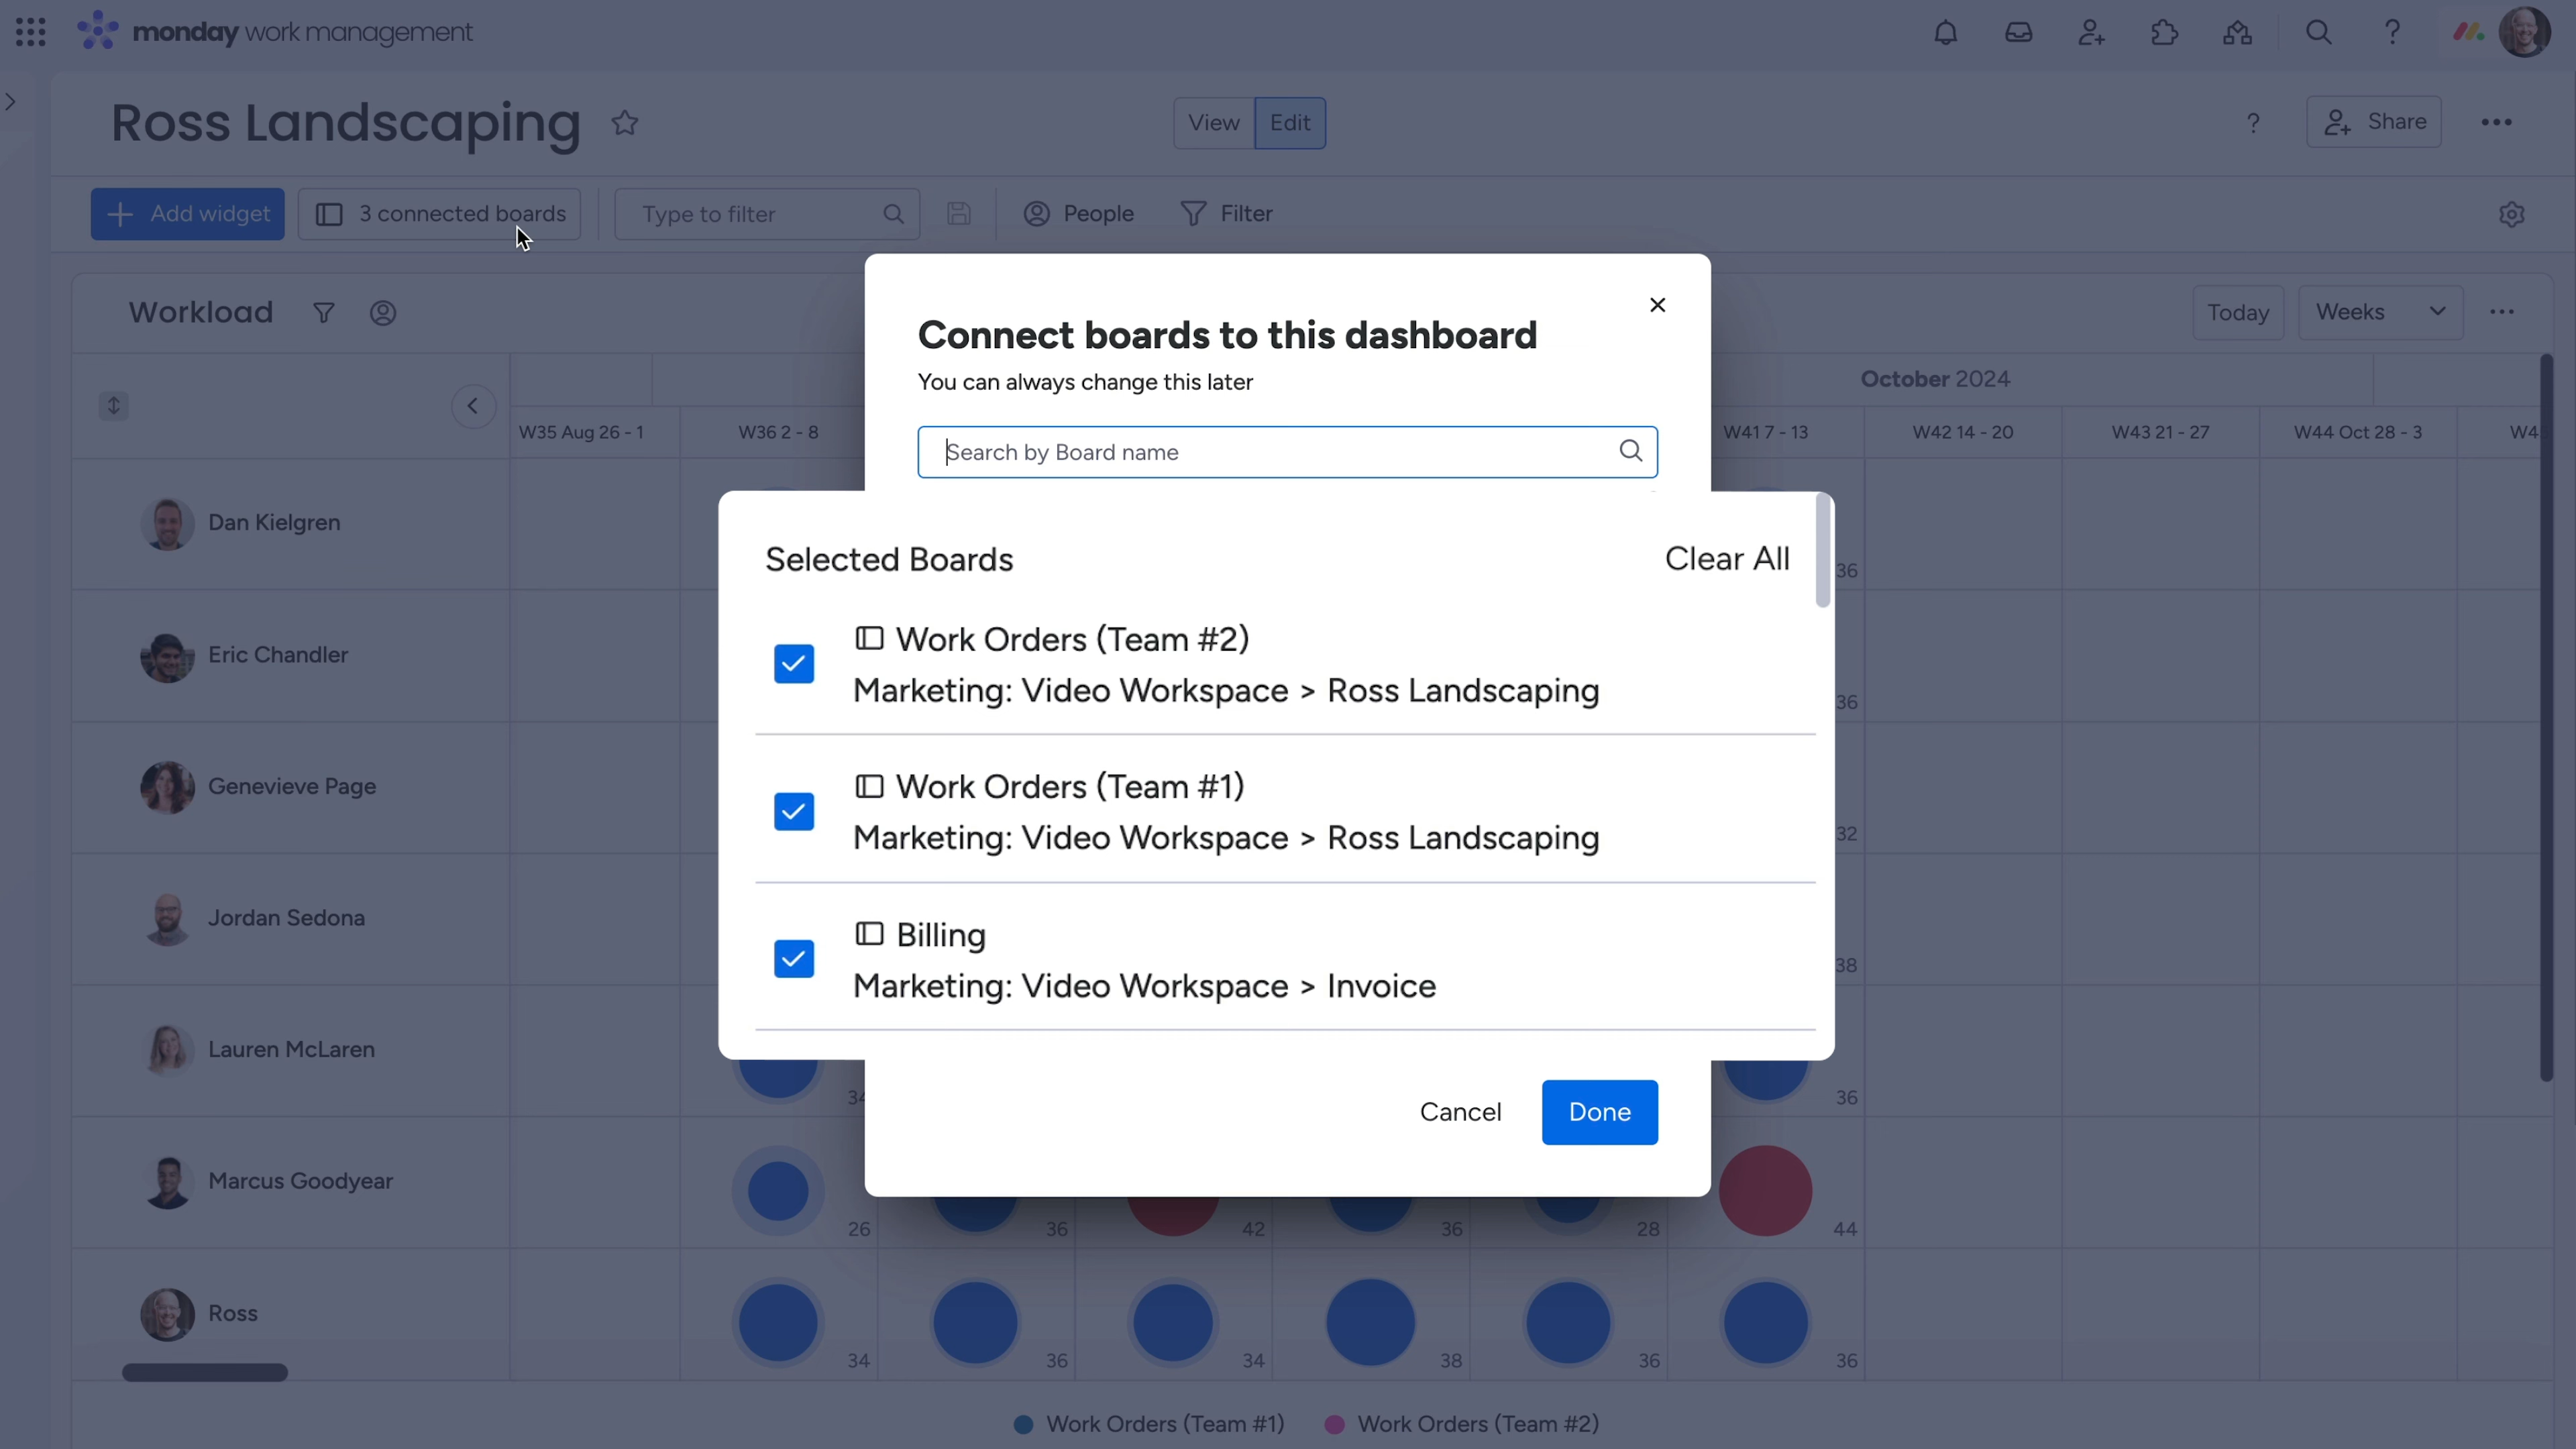 monday work management
Ross Landscaping
View
Edit
?
Share
Add widget
3 connected boards
Type to filter
People
Filter
Workload
Today
Weeks
Connect boards to this dashboard
You can always change this later
Search by Board name
October 2024
W35 Aug 26 - 1
W36 2 - 8
W41 7 - 13
W42 14 - 20
W43 21 - 27
W44 Oct 28 - 3
Selected Boards
Clear All
Work Orders (Team #2)
Marketing: Video Workspace > Ross Landscaping
Work Orders (Team #1)
Marketing: Video Workspace > Ross Landscaping
Billing
Marketing: Video Workspace > Invoice
Cancel
Done
Dan Kielgren
36
Eric Chandler
36
Genevieve Page
32
Jordan Sedona
38
Lauren McLaren
36
Marcus Goodyear
26
36
42
36
28
44
Ross
34
36
34
38
36
36
Work Orders (Team #1)
Work Orders (Team #2)